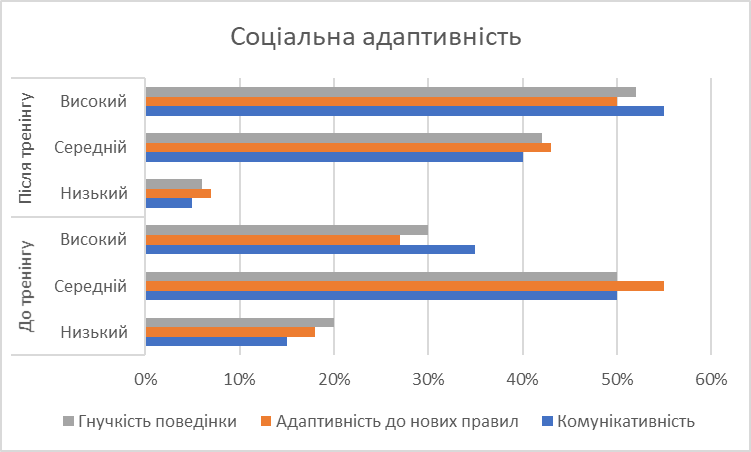 Соціальна адаптивність
Після тренінгу
Високий
Середній
Низький
До тренінгу
Високий
Середній
Низький
0% 10% 20% 30% 40% 50% 60%
Гнучкість поведінки Адаптивність до нових правил Комунікативність